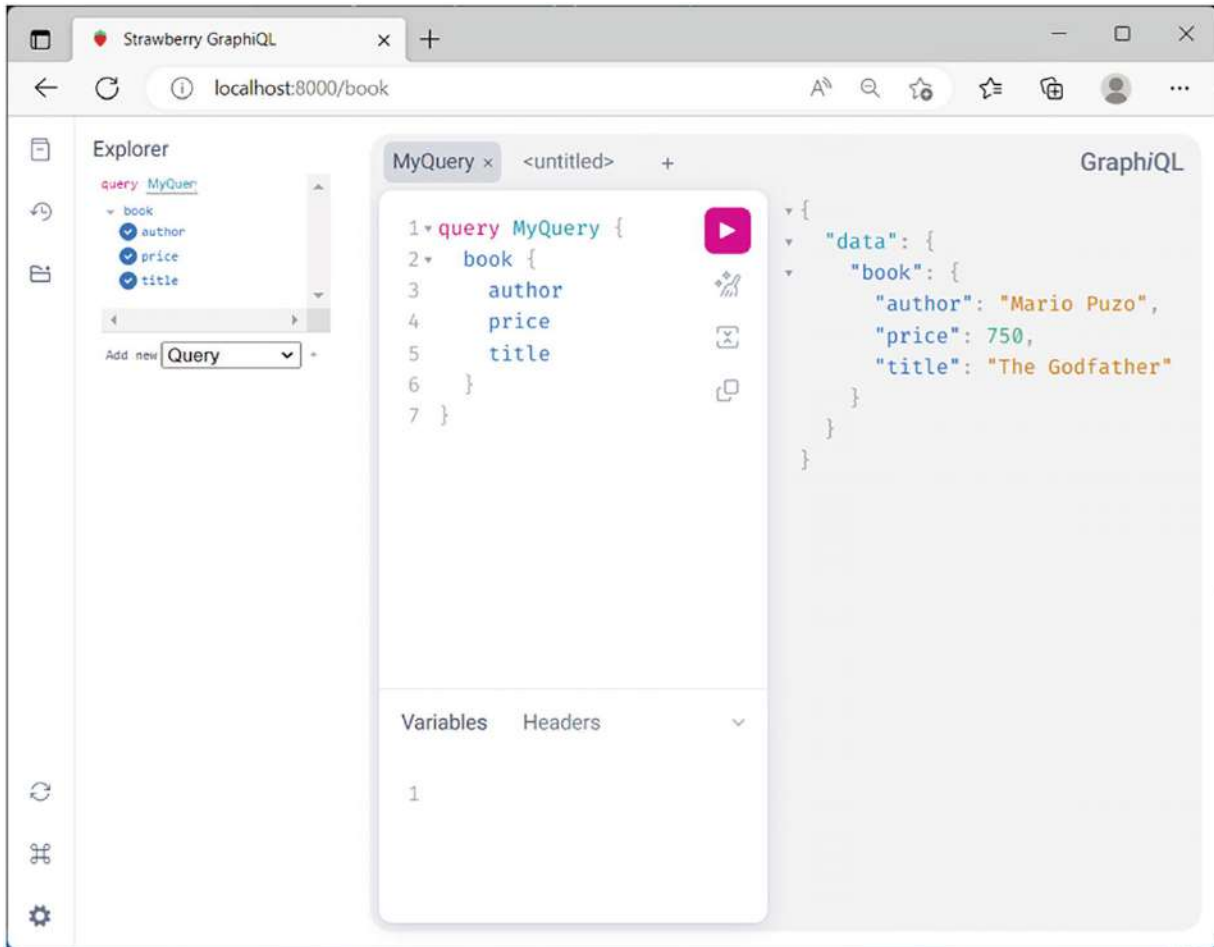 Strawberry GraphiQL
localhost:8000/book
Explorer
query MyQuer
book
author
price
title
Add new Query
MyQuery × <untitled> +
GraphiQL
1 query MyQuery {
2 book {
3 author
4 price
5 title
6 }
7 }
{
"data": {
"book": {
"author": "Mario Puzo",
"price": 750,
"title": "The Godfather"
}
}
}
Variables Headers
1